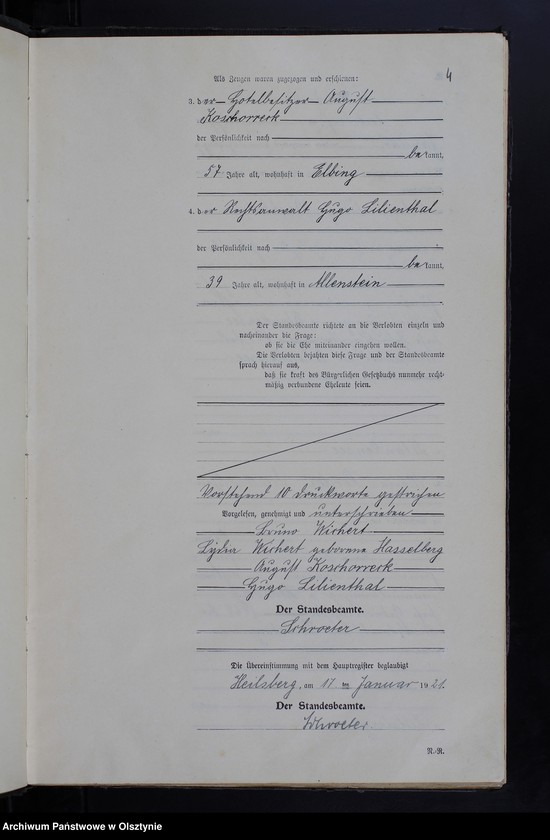 4
Als Zeugen waren zugezogen und erschienen:
3. der Hotelbesitzer August
Koschorreck
der Persönlichkeit nach
be kannt,
57 Jahre alt, wohnhaft in Elbing
4. der Rechtsanwalt Hugo Lilienthal
der Persönlichkeit nach
be kannt,
39 Jahre alt, wohnhaft in Allenstein
Der Standesbeamte richtete an die Verlobten einzeln und
nacheinander die Frage:
ob sie die Ehe miteinander eingehen wollen.
Die Verlobten bejahten diese Frage und der Standesbeamte
sprach hierauf aus,
daß sie kraft des Bürgerlichen Gesetzbuchs nunmehr recht-
mäßig verbundene Eheleute seien.
Vorstehend 10 Druckworte gestrichen
Vorgelesen, genehmigt und unterschrieben
Bruno Wichert
Lydia Wichert geborene Hasselberg
August Koschorreck
Hugo Lilienthal
Der Standesbeamte.
Schroeter
Die Übereinstimmung mit dem Hauptregister beglaubigt
Heilsberg, am 17 ten Januar 1921.
Der Standesbeamte.
Schroeter
N.-R.
Archiwum Państwowe w Olsztynie